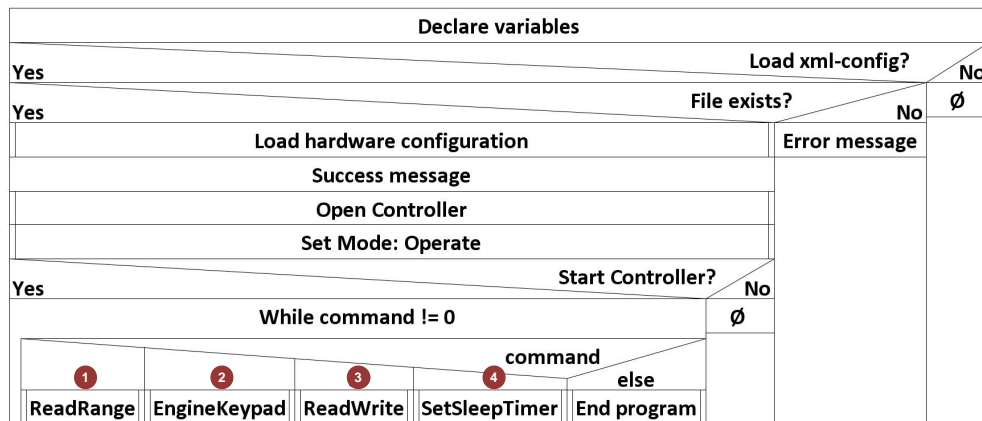 Declare variables
Load xml-config?
Yes
No
File exists?
Ø
Yes
No
Load hardware configuration
Error message
Success message
Open Controller
Set Mode: Operate
Start Controller?
Yes
No
While command != 0
Ø
command
1
2
3
4
else
ReadRange
EngineKeypad
ReadWrite
SetSleepTimer
End program